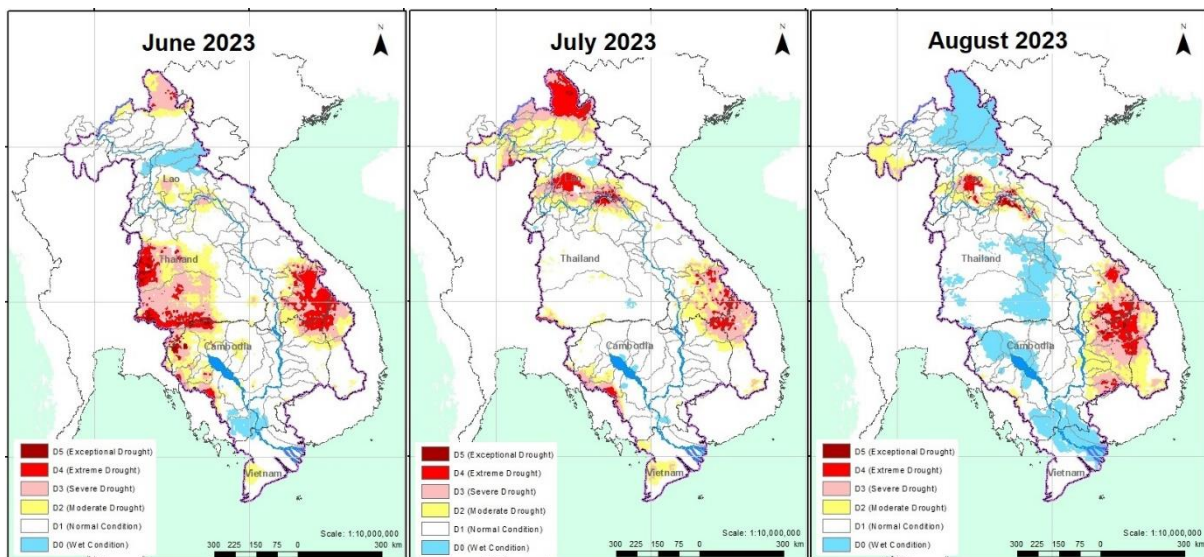 June 2023
N
Lao
Thailand
Cambodia
Vietnam
D5 (Exceptional Drought)
D4 (Extreme Drought)
D3 (Severe Drought)
D2 (Moderate Drought)
D1 (Normal Condition)
D0 (Wet Condition)
Scale: 1:10,000,000
300 225 150 75 0 300 km
July 2023
N
Thailand
Cambodia
Vietnam
D5 (Exceptional Drought)
D4 (Extreme Drought)
D3 (Severe Drought)
D2 (Moderate Drought)
D1 (Normal Condition)
D0 (Wet Condition)
Scale: 1:10,000,000
300 225 150 75 0 300 km
August 2023
N
Thailand
Cambodia
Vietnam
D5 (Exceptional Drought)
D4 (Extreme Drought)
D3 (Severe Drought)
D2 (Moderate Drought)
D1 (Normal Condition)
D0 (Wet Condition)
Scale: 1:10,000,000
300 225 150 75 0 300 km